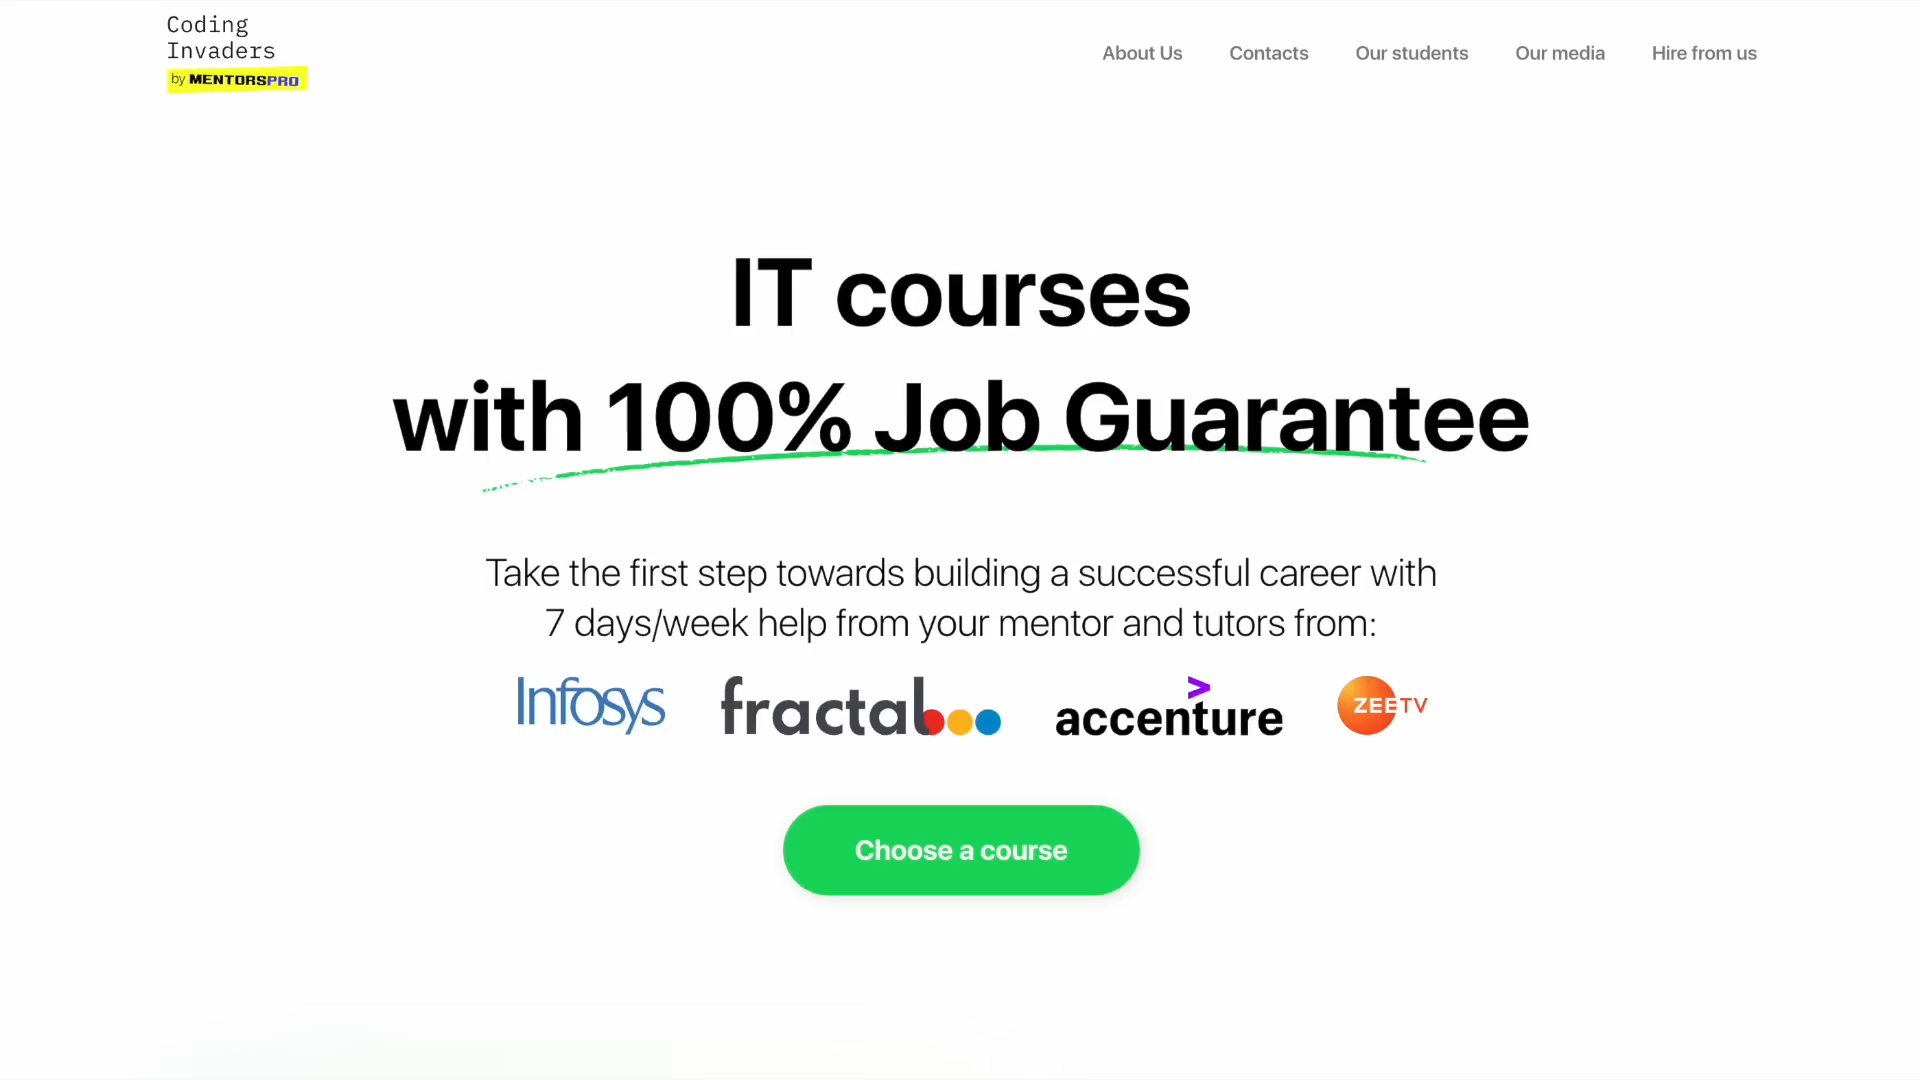 Coding
Invaders
by MENTORSPRO
About Us
Contacts
Our students
Our media
Hire from us
IT courses
with 100% Job Guarantee
Take the first step towards building a successful career with
7 days/week help from your mentor and tutors from:
Infosys
fractal
accenture
ZEETV
Choose a course